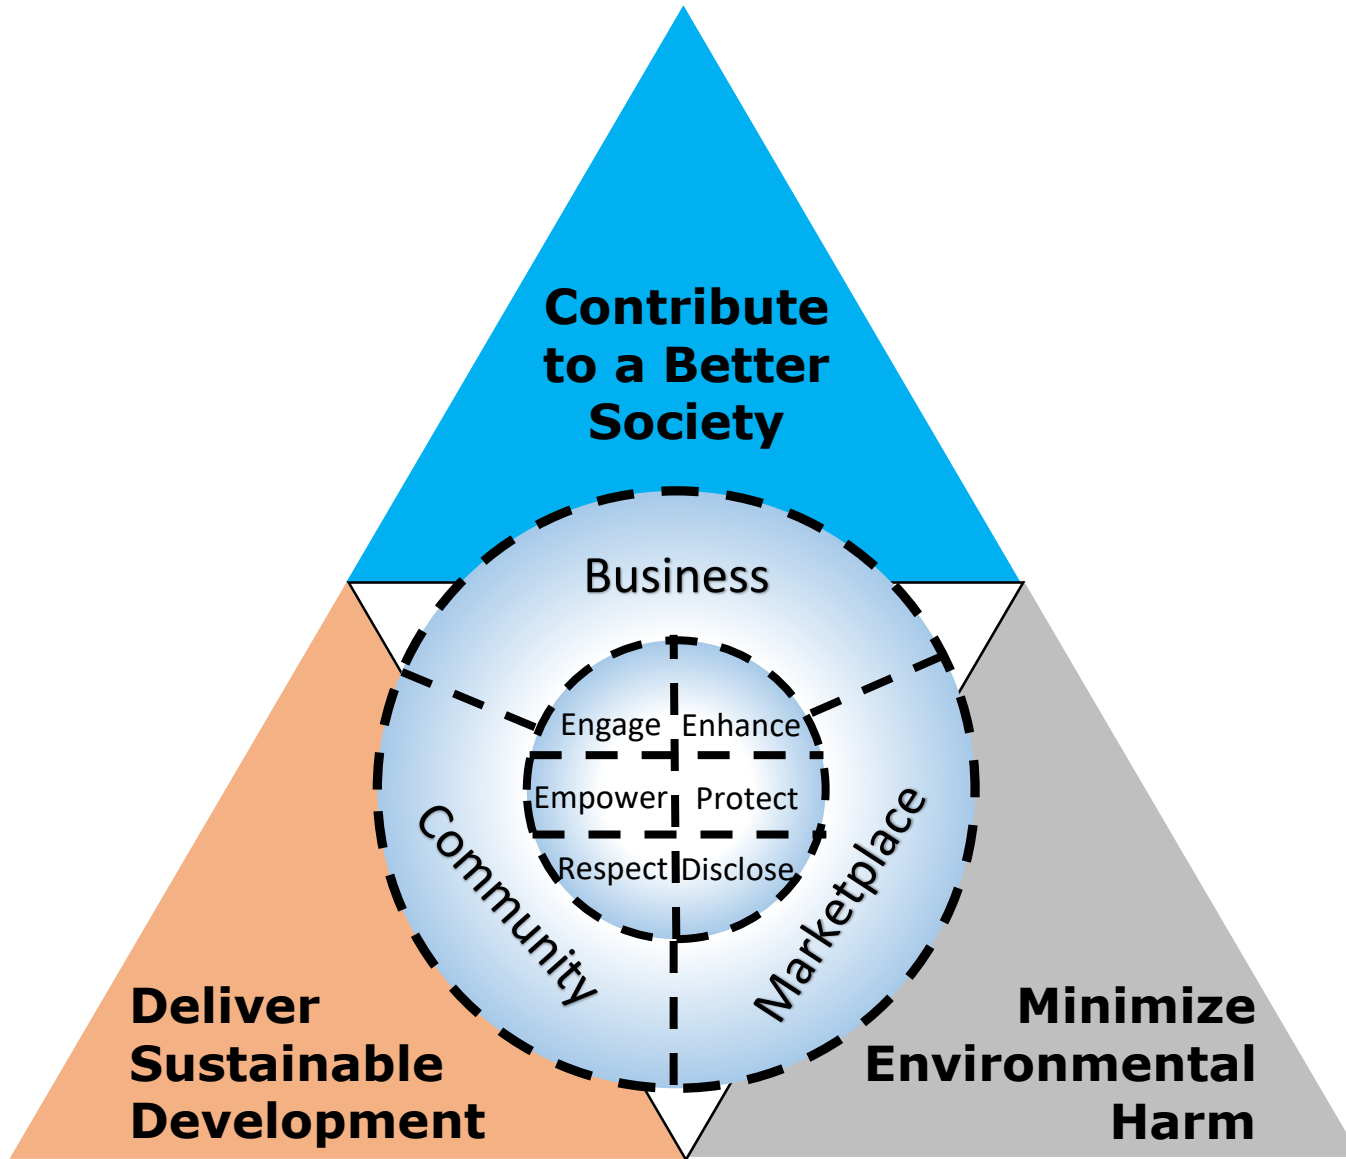 Contribute
to a Better
Society
Business
Engage Enhance
Empower Protect
Respect Disclose
Community
Marketplace
Deliver
Sustainable
Development
Minimize
Environmental
Harm